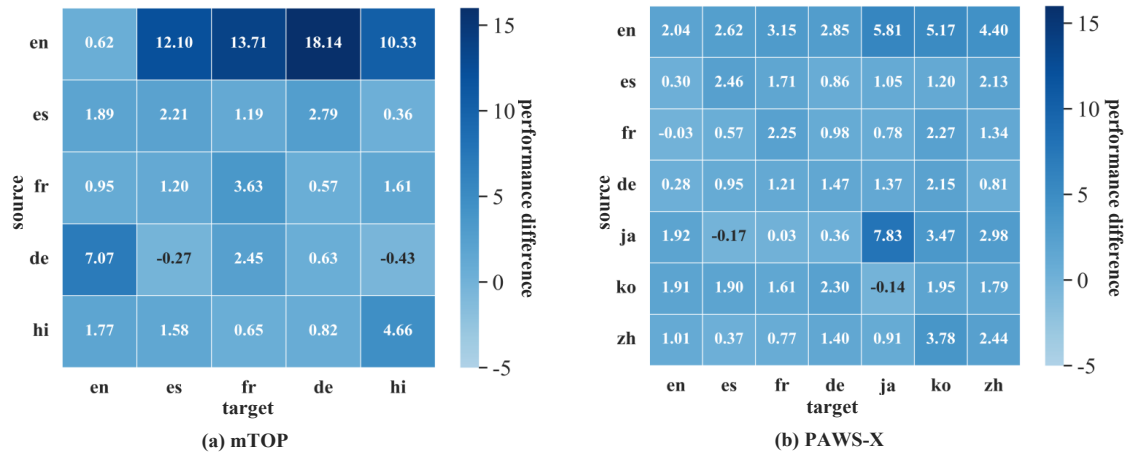 en 0.62 12.10 13.71 18.14 10.33
es 1.89 2.21 1.19 2.79 0.36
fr 0.95 1.20 3.63 0.57 1.61
de 7.07 -0.27 2.45 0.63 -0.43
hi 1.77 1.58 0.65 0.82 4.66
en es fr de hi
source
target
15
10
5
0
-5
performance difference
(a) mTOP
en 2.04 2.62 3.15 2.85 5.81 5.17 4.40
es 0.30 2.46 1.71 0.86 1.05 1.20 2.13
fr -0.03 0.57 2.25 0.98 0.78 2.27 1.34
de 0.28 0.95 1.21 1.47 1.37 2.15 0.81
ja 1.92 -0.17 0.03 0.36 7.83 3.47 2.98
ko 1.91 1.90 1.61 2.30 -0.14 1.95 1.79
zh 1.01 0.37 0.77 1.40 0.91 3.78 2.44
en es fr de ja ko zh
source
target
15
10
5
0
-5
performance difference
(b) PAWS-X